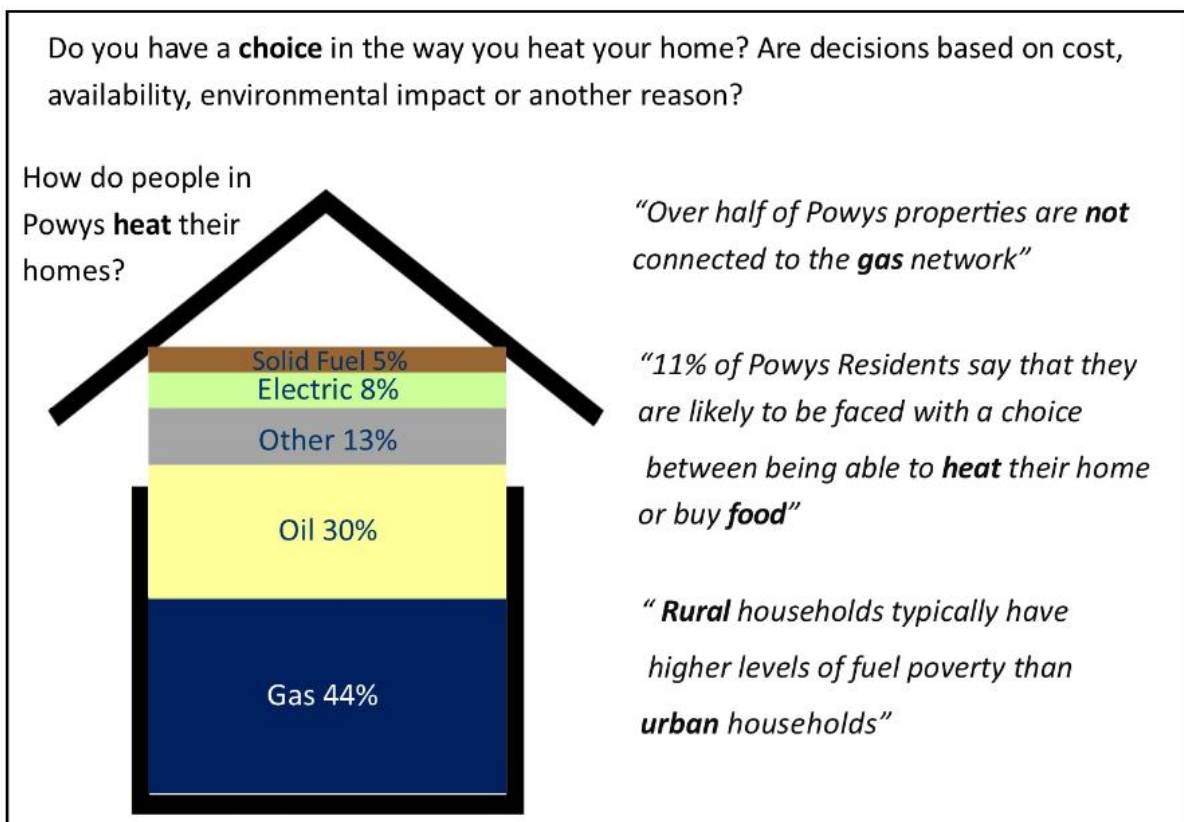 Do you have a choice in the way you heat your home? Are decisions based on cost,
availability, environmental impact or another reason?
How do people in
Powys heat their
homes?
Solid Fuel 5%
Electric 8%
Other 13%
Oil 30%
Gas 44%
“Over half of Powys properties are not
connected to the gas network”
“11% of Powys Residents say that they
are likely to be faced with a choice
between being able to heat their home
or buy food”
“ Rural households typically have
higher levels of fuel poverty than
urban households”